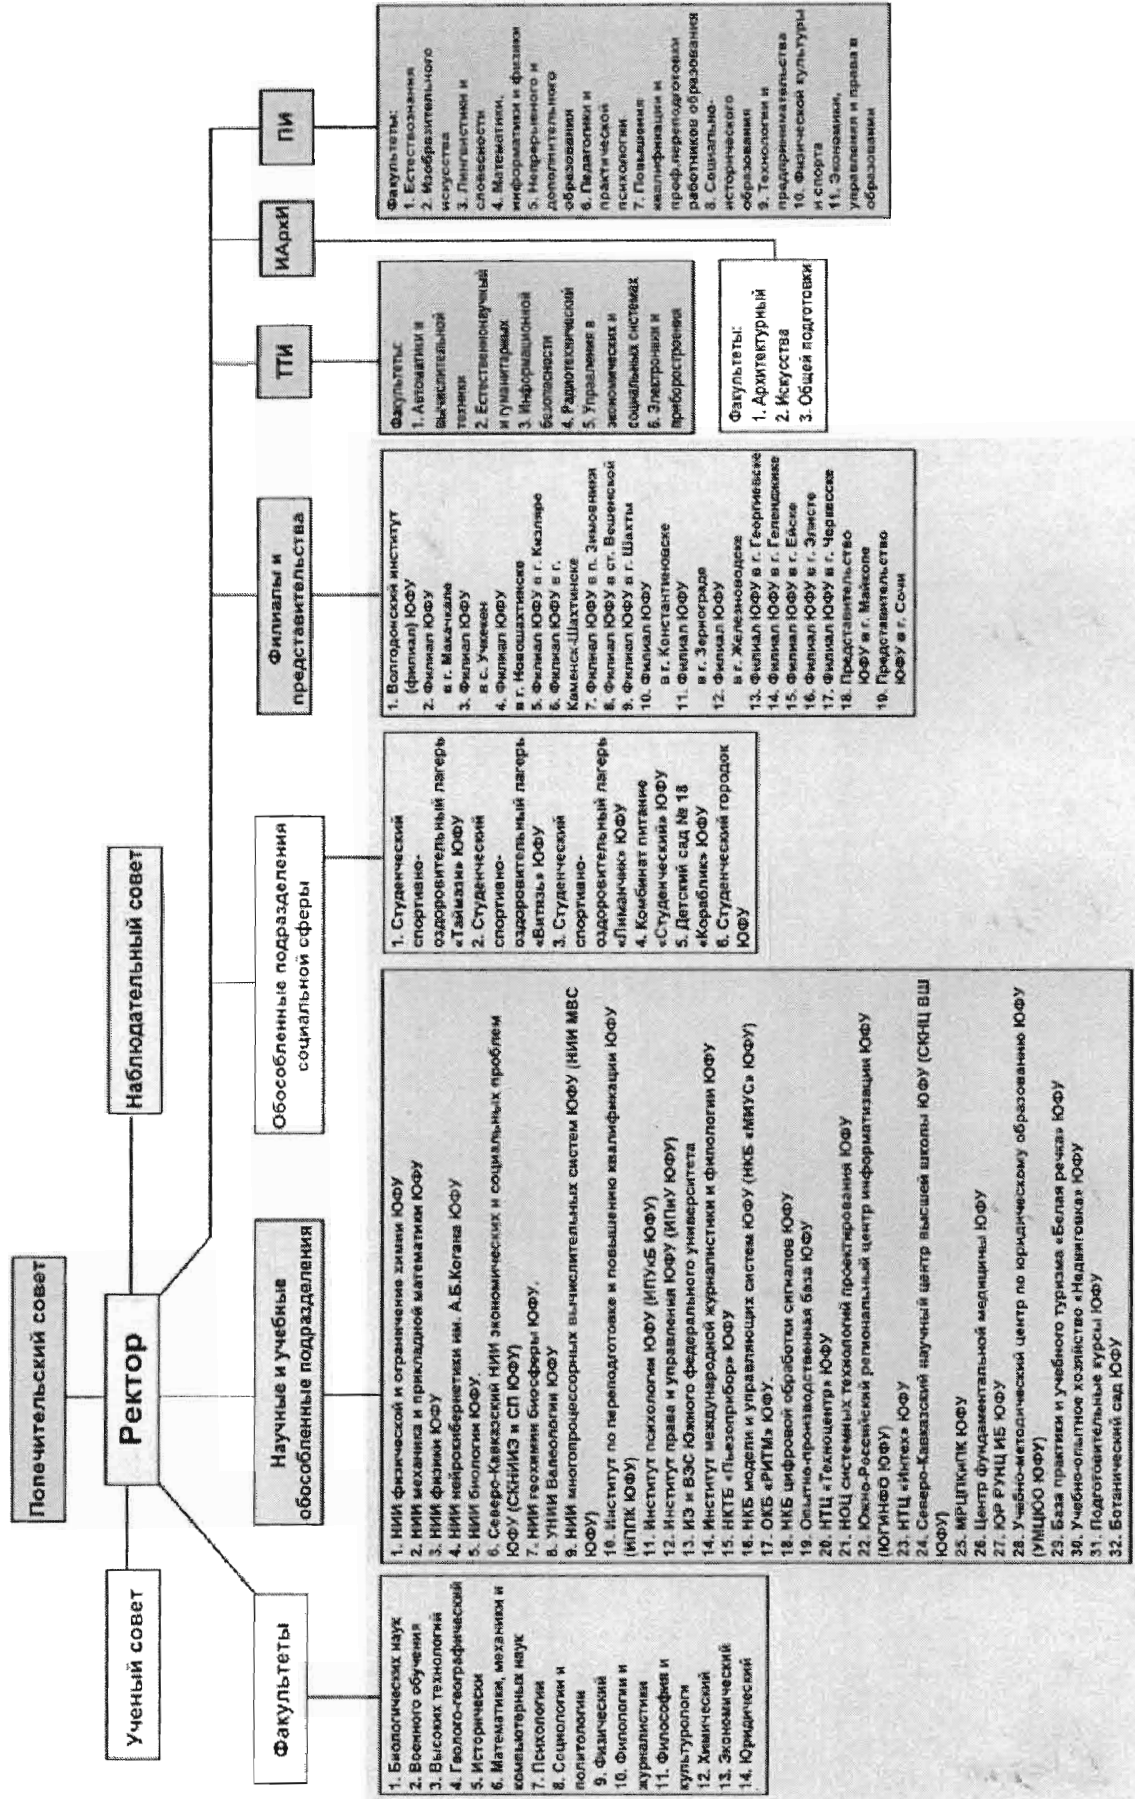 Попечительский совет
Ученый совет
Ректор
Наблюдательный совет
Факультеты
Научные и учебные
обособленные подразделения
Обособленные подразделения
социальной сферы
Филиалы и
представительства
ТТИ
ИАрхИ
ПИ
1. Биологических наук
2. Военного обучения
3. Высоких технологий
4. Геолого-географический
5. Исторически
6. Математики, механики и
компьютерных наук
7. Психологии
8. Социологии и
политологии
9. Физический
10. Филологии и
журналистики
11. Философия и
культурологи
12. Химический
13. Экономический
14. Юридический
1. НИИ физической и органичение химии ЮФУ
2. НИИ механика и прикладной математики ЮФУ
3. НИИ физики ЮФУ
4. НИИ нейрокибернетики им. А.Б.Когана ЮФУ
5. НИИ биологии ЮФУ.
6. Северо-Кавказский НИИ экономических и социальных проблем
ЮФУ (СКНИИЭ и СП ЮФУ)
7. НИИ геохимии биосферы ЮФУ.
8. УНИИ Валеологии ЮФУ
9. НИИ многопроцессорных вычислительных систем ЮФУ (НИИ МВС
ЮФУ)
10. Институт по переподготовке и повышению квалификации ЮФУ
(ИППК ЮФУ)
11. Институт психологии ЮФУ (ИПУкБ ЮФУ)
12. Институт права и управления ЮФУ (ИПиУ ЮФУ)
13. ИЭ и ВЭС Южного федерального университета
14. Институт международной журналистики и филологии ЮФУ
15. НКТБ «Пьезоприбор» ЮФУ
16. НКБ модели и управляющих систем ЮФУ (НКБ «МИУС» ЮФУ)
17. ОКБ «РИТМ» ЮФУ.
18. НКБ цифровой обработки сигналов ЮФУ
19. Опытно-производственная база ЮФУ
20. НТЦ «Техноцентр» ЮФУ
21. НОЦ системных технологий проектирования ЮФУ
22. Южно-Российский региональный центр информатизации ЮФУ
(ЮГИНФО ЮФУ)
23. НТЦ «Интех» ЮФУ
24. Северо-Кавказский научный центр высшей школы ЮФУ (СКНЦ ВШ
ЮФУ)
25. МРЦПКиПК ЮФУ
26. Центр фундаментальной медицины ЮФУ
27. ЮР РУНЦ ИБ ЮФУ
28. Учебно-методический центр по юридическому образованию ЮФУ
(УМЦЮО ЮФУ)
29. База практики и учебного туризма «Белая речка» ЮФУ
30. Учебно-опытное хозяйство «Недвиговка» ЮФУ
31. Подготовительные курсы ЮФУ
32. Ботанический сад ЮФУ
1. Студенческий
спортивно-
оздоровительный лагерь
«Таймази» ЮФУ
2. Студенческий
спортивно-
оздоровительный лагерь
«Витязь» ЮФУ
3. Студенческий
спортивно-
оздоровительный лагерь
«Лиманчик» ЮФУ
4. Комбинат питание
«Студенческий» ЮФУ
5. Детский сад № 18
«Кораблик» ЮФУ
6. Студенческий городок
ЮФУ
1. Волгодонский институт
(филиал) ЮФУ
2. Филиал ЮФУ
в г. Макачкале
3. Филиал ЮФУ
в с. Учкекен
4. Филиал ЮФУ
в г. Новошахтинске
5. Филиал ЮФУ в г. Кизляре
6. Филиал ЮФУ в г.
Каменск-Шахтинске
7. Филиал ЮФУ в п. Зимовники
8. Филиал ЮФУ в ст. Вешенской
9. Филиал ЮФУ в г. Шахты
10. Филиал ЮФУ
в г. Константиновске
11. Филиал ЮФУ
в г. Зернограде
12. Филиал ЮФУ
в г. Железноводске
13. Филиал ЮФУ в г. Георгиевске
14. Филиал ЮФУ в г. Геленджике
15. Филиал ЮФУ в г. Ейске
16. Филиал ЮФУ в г. Элисте
17. Филиал ЮФУ в г. Черкесске
18. Представительство
ЮФУ в г. Майкопе
19. Представительство
ЮФУ в г. Сочи
Факультеты:
1. Автоматики и
вычислительной
техники
2. Естественнонаучный
и гуманитарных
3. Информационной
безопасности
4. Радиотехнический
5. Управления в
экономических и
социальных системах
6. Электроники и
приборостроения
Факультеты:
1. Архитектурный
2. Искусства
3. Общей подготовки
Факультеты:
1. Естествознания
2. Изобразительного
искусства
3. Лингвистики и
словесности
4. Математики,
информатики и физики
5. Непрерывного и
дополнительного
образования
6. Педагогики и
практической
психологии
7. Повышения
квалификации и
проф.переподготовки
работников образования
8. Социально-
исторического
образования
9. Технологии и
предпринимательства
10. Физической культуры
и спорта
11. Экономики,
управления и права в
образовании